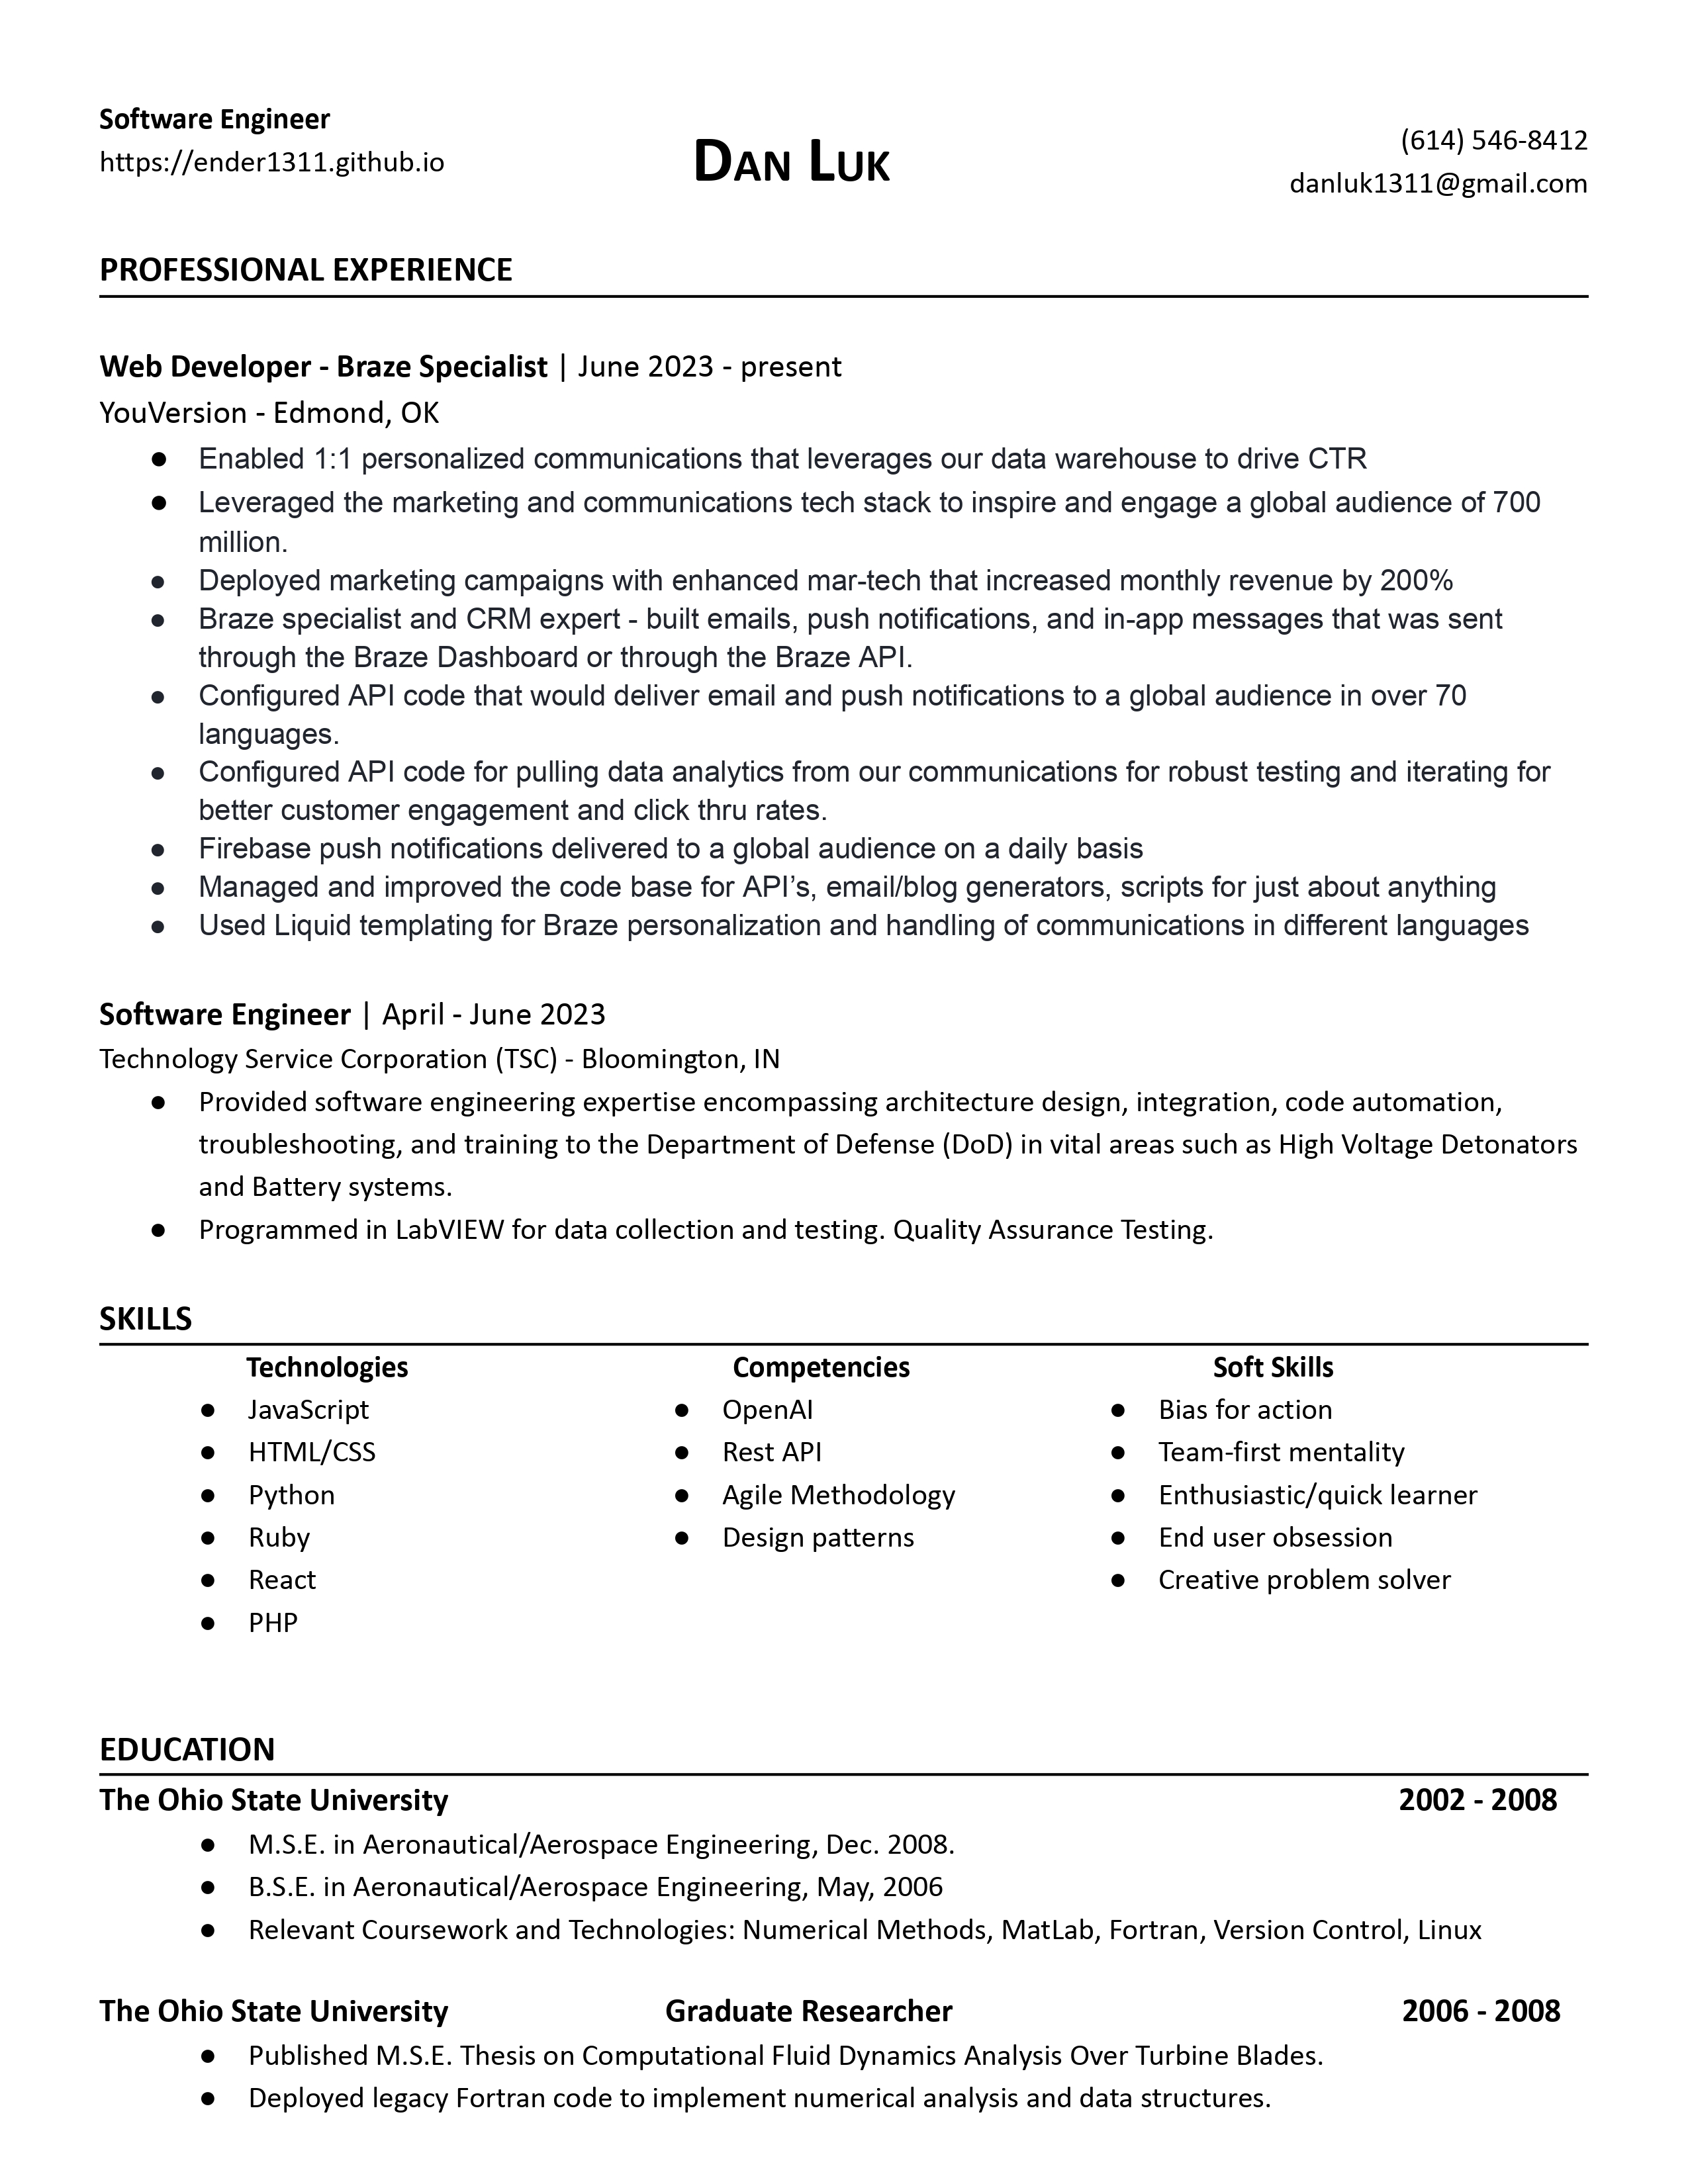 Software Engineer
https://ender1311.github.io
DAN LUK
(614) 546-8412
danluk1311@gmail.com
PROFESSIONAL EXPERIENCE
Web Developer - Braze Specialist | June 2023 - present
YouVersion - Edmond, OK
● Enabled 1:1 personalized communications that leverages our data warehouse to drive CTR
● Leveraged the marketing and communications tech stack to inspire and engage a global audience of 700
million.
● Deployed marketing campaigns with enhanced mar-tech that increased monthly revenue by 200%
● Braze specialist and CRM expert - built emails, push notifications, and in-app messages that was sent
through the Braze Dashboard or through the Braze API.
● Configured API code that would deliver email and push notifications to a global audience in over 70
languages.
● Configured API code for pulling data analytics from our communications for robust testing and iterating for
better customer engagement and click thru rates.
● Firebase push notifications delivered to a global audience on a daily basis
● Managed and improved the code base for API’s, email/blog generators, scripts for just about anything
● Used Liquid templating for Braze personalization and handling of communications in different languages
Software Engineer | April - June 2023
Technology Service Corporation (TSC) - Bloomington, IN
● Provided software engineering expertise encompassing architecture design, integration, code automation,
troubleshooting, and training to the Department of Defense (DoD) in vital areas such as High Voltage Detonators
and Battery systems.
● Programmed in LabVIEW for data collection and testing. Quality Assurance Testing.
SKILLS
Technologies
● JavaScript
● HTML/CSS
● Python
● Ruby
● React
● PHP
Competencies
● OpenAI
● Rest API
● Agile Methodology
● Design patterns
Soft Skills
● Bias for action
● Team-first mentality
● Enthusiastic/quick learner
● End user obsession
● Creative problem solver
EDUCATION
The Ohio State University 2002 - 2008
● M.S.E. in Aeronautical/Aerospace Engineering, Dec. 2008.
● B.S.E. in Aeronautical/Aerospace Engineering, May, 2006
● Relevant Coursework and Technologies: Numerical Methods, MatLab, Fortran, Version Control, Linux
The Ohio State University Graduate Researcher 2006 - 2008
● Published M.S.E. Thesis on Computational Fluid Dynamics Analysis Over Turbine Blades.
● Deployed legacy Fortran code to implement numerical analysis and data structures.